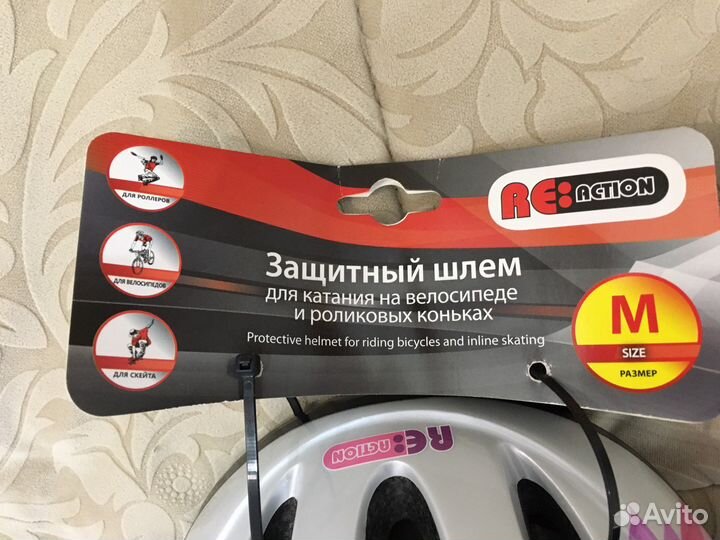 RE:ACTION
ДЛЯ РОЛЛЕРОВ
ДЛЯ ВЕЛОСИПЕДОВ
ДЛЯ СКЕЙТА
Защитный шлем
для катания на велосипеде
и роликовых коньках
Protective helmet for riding bicycles and inline skating
M
SIZE
РАЗМЕР
RE:ACTION
Avito